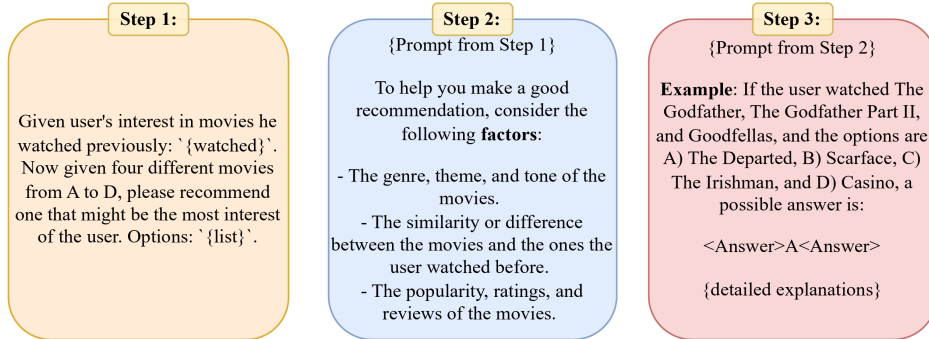 Step 1:
Given user's interest in movies he
watched previously: `{watched}`.
Now given four different movies
from A to D, please recommend
one that might be the most interest
of the user. Options: `{list}`.
Step 2:
{Prompt from Step 1}
To help you make a good
recommendation, consider the
following factors:
- The genre, theme, and tone of the
movies.
- The similarity or difference
between the movies and the ones the
user watched before.
- The popularity, ratings, and
reviews of the movies.
Step 3:
{Prompt from Step 2}
Example: If the user watched The
Godfather, The Godfather Part II,
and Goodfellas, and the options are
A) The Departed, B) Scarface, C)
The Irishman, and D) Casino, a
possible answer is:
<Answer>A<Answer>
{detailed explanations}